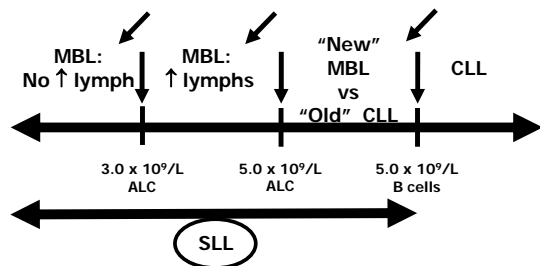 MBL:
No ↑ lymph
MBL:
↑ lymphs
“New”
MBL
vs
“Old” CLL
CLL
3.0 x 10⁹/L
ALC
5.0 x 10⁹/L
ALC
5.0 x 10⁹/L
B cells
SLL